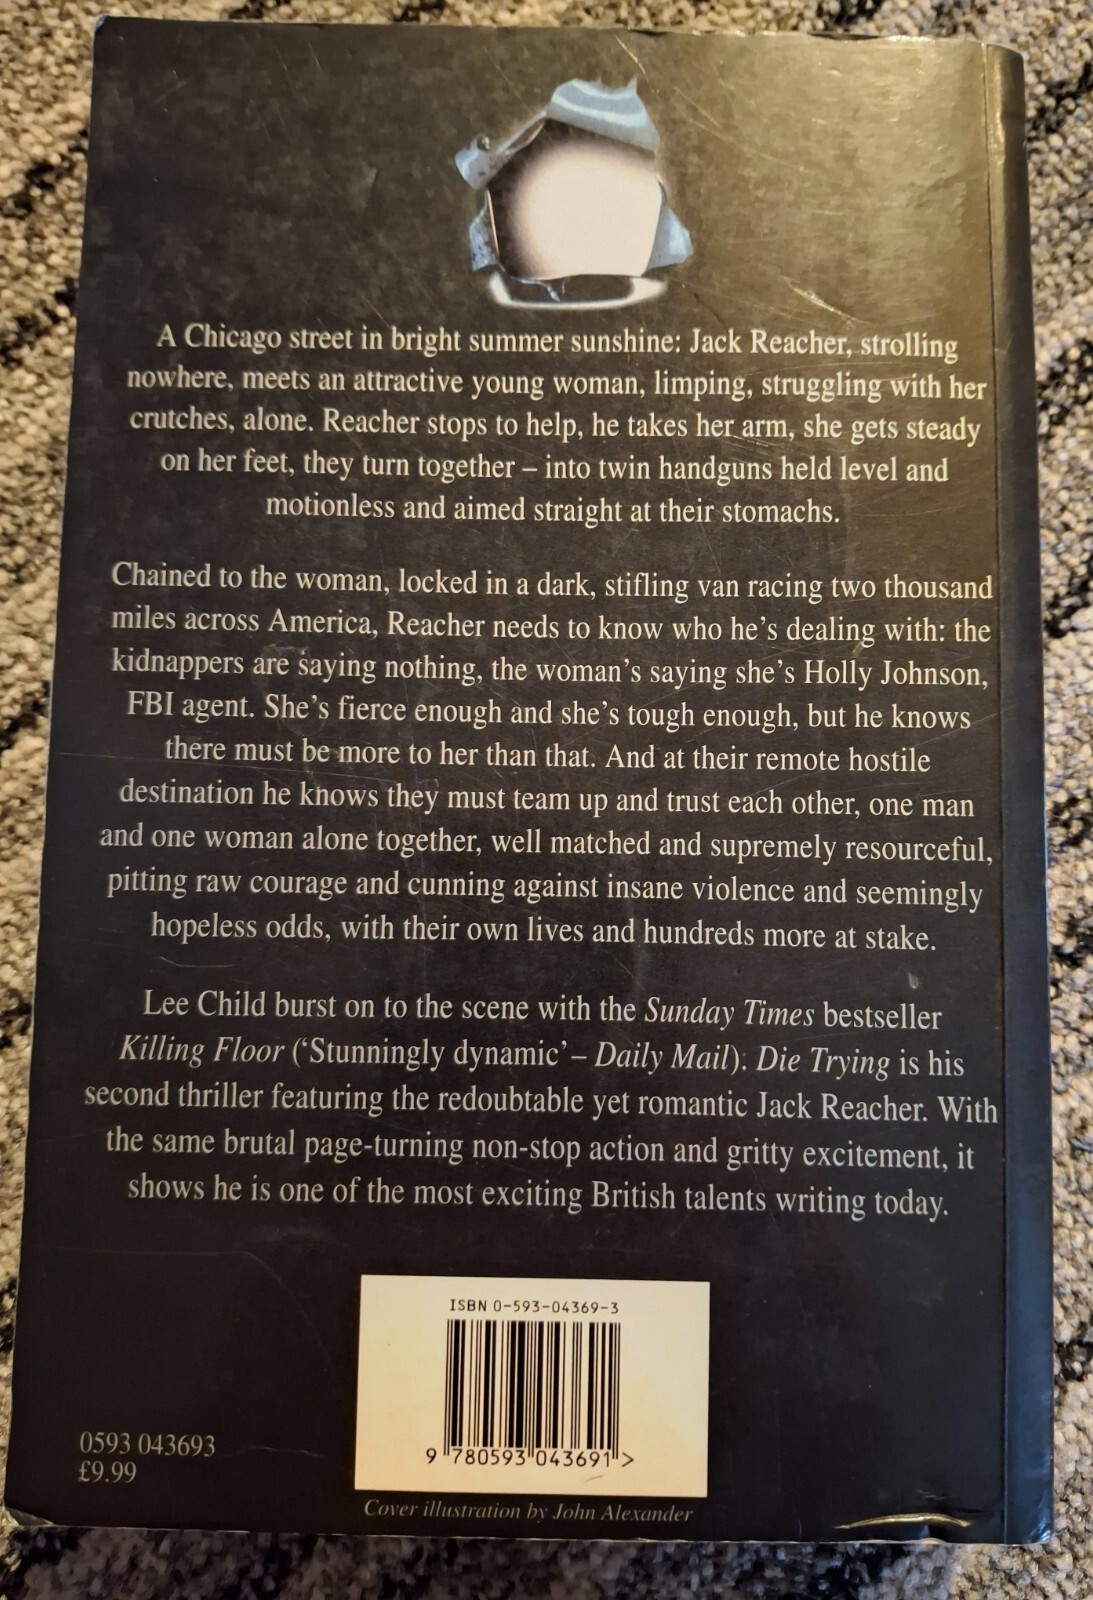 A Chicago street in bright summer sunshine: Jack Reacher, strolling
nowhere, meets an attractive young woman, limping, struggling with her
crutches, alone. Reacher stops to help, he takes her arm, she gets steady
on her feet, they turn together – into twin handguns held level and
motionless and aimed straight at their stomachs.
Chained to the woman, locked in a dark, stifling van racing two thousand
miles across America, Reacher needs to know who he's dealing with: the
kidnappers are saying nothing, the woman's saying she's Holly Johnson,
FBI agent. She's fierce enough and she's tough enough, but he knows
there must be more to her than that. And at their remote hostile
destination he knows they must team up and trust each other, one man
and one woman alone together, well matched and supremely resourceful,
pitting raw courage and cunning against insane violence and seemingly
hopeless odds, with their own lives and hundreds more at stake.
Lee Child burst on to the scene with the Sunday Times bestseller
Killing Floor ('Stunningly dynamic' – Daily Mail). Die Trying is his
second thriller featuring the redoubtable yet romantic Jack Reacher. With
the same brutal page-turning non-stop action and gritty excitement, it
shows he is one of the most exciting British talents writing today.
ISBN 0-593-04369-3
9 780593 043691 >
0593 043693
£9.99
Cover illustration by John Alexander